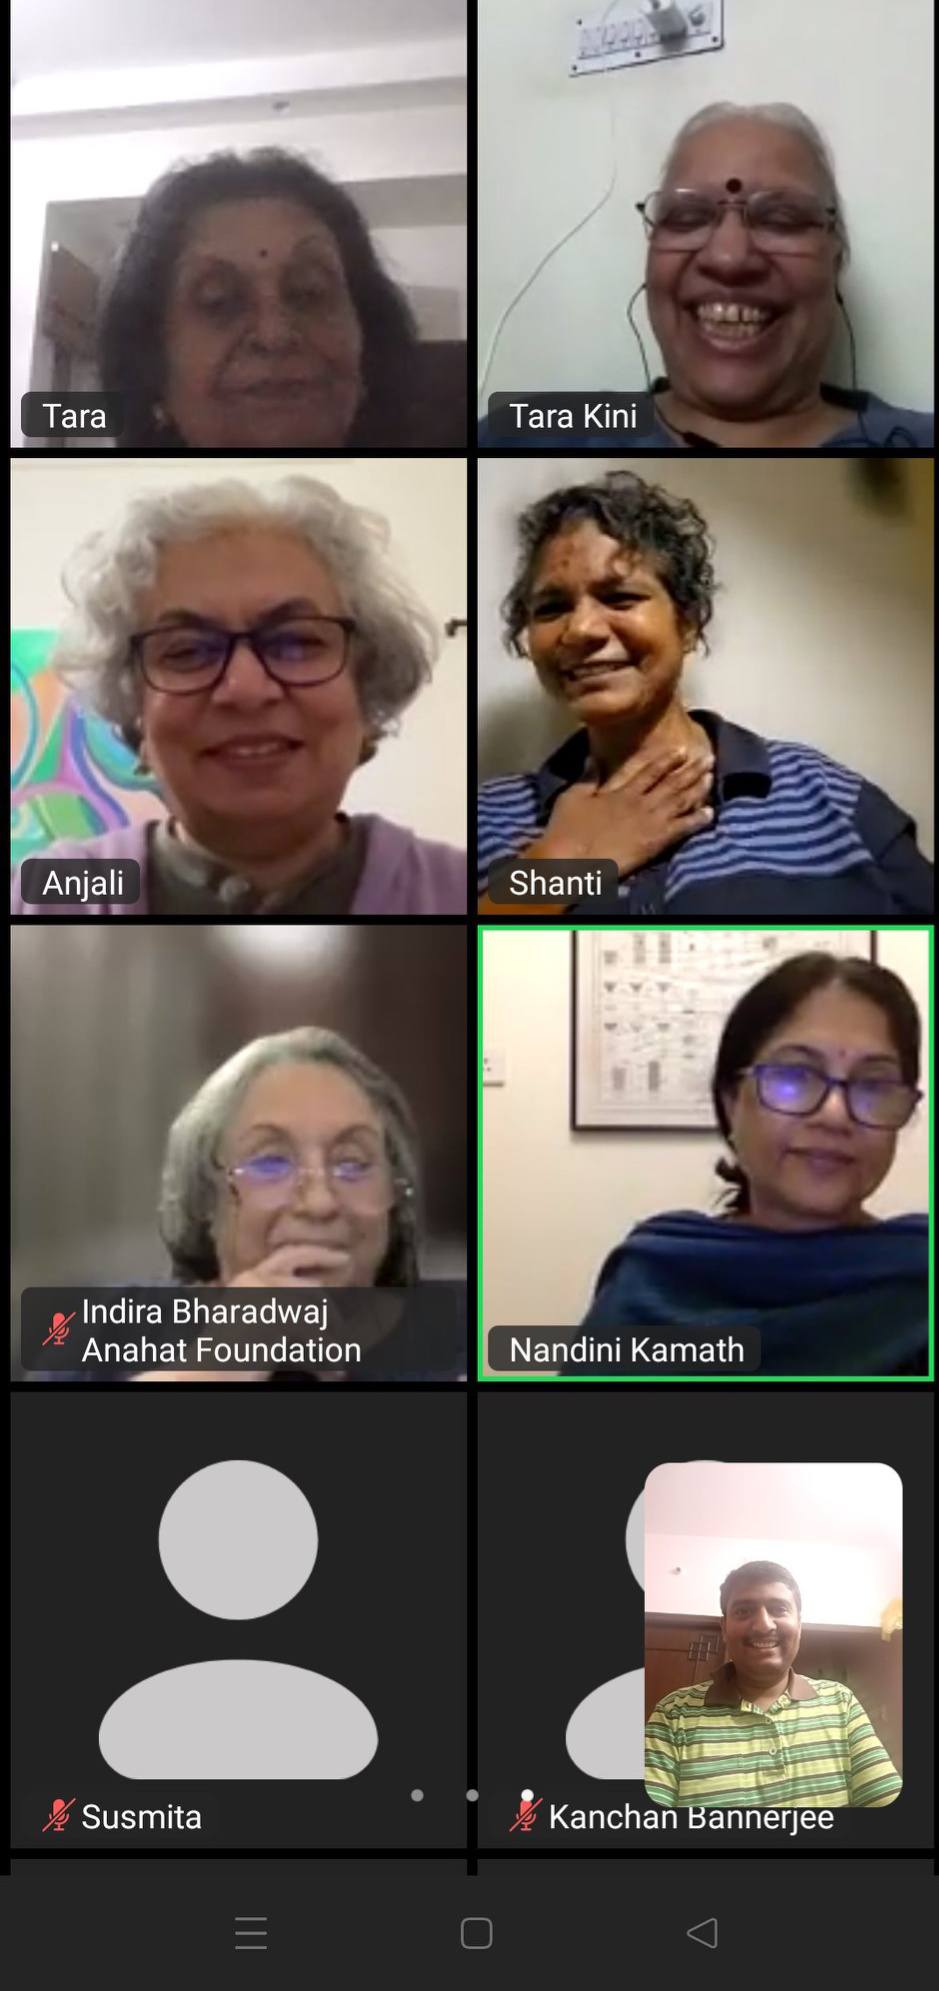 Tara
Tara Kini
Anjali
Shanti
Indira Bharadwaj
Anahat Foundation
Nandini Kamath
Susmita
Kanchan Bannerjee